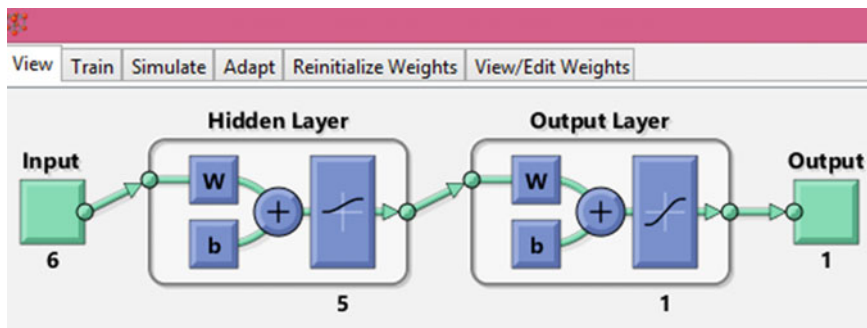 View Train Simulate Adapt Reinitialize Weights View/Edit Weights
Hidden Layer Output Layer
Input Output
W W
b b
6 5 1 1